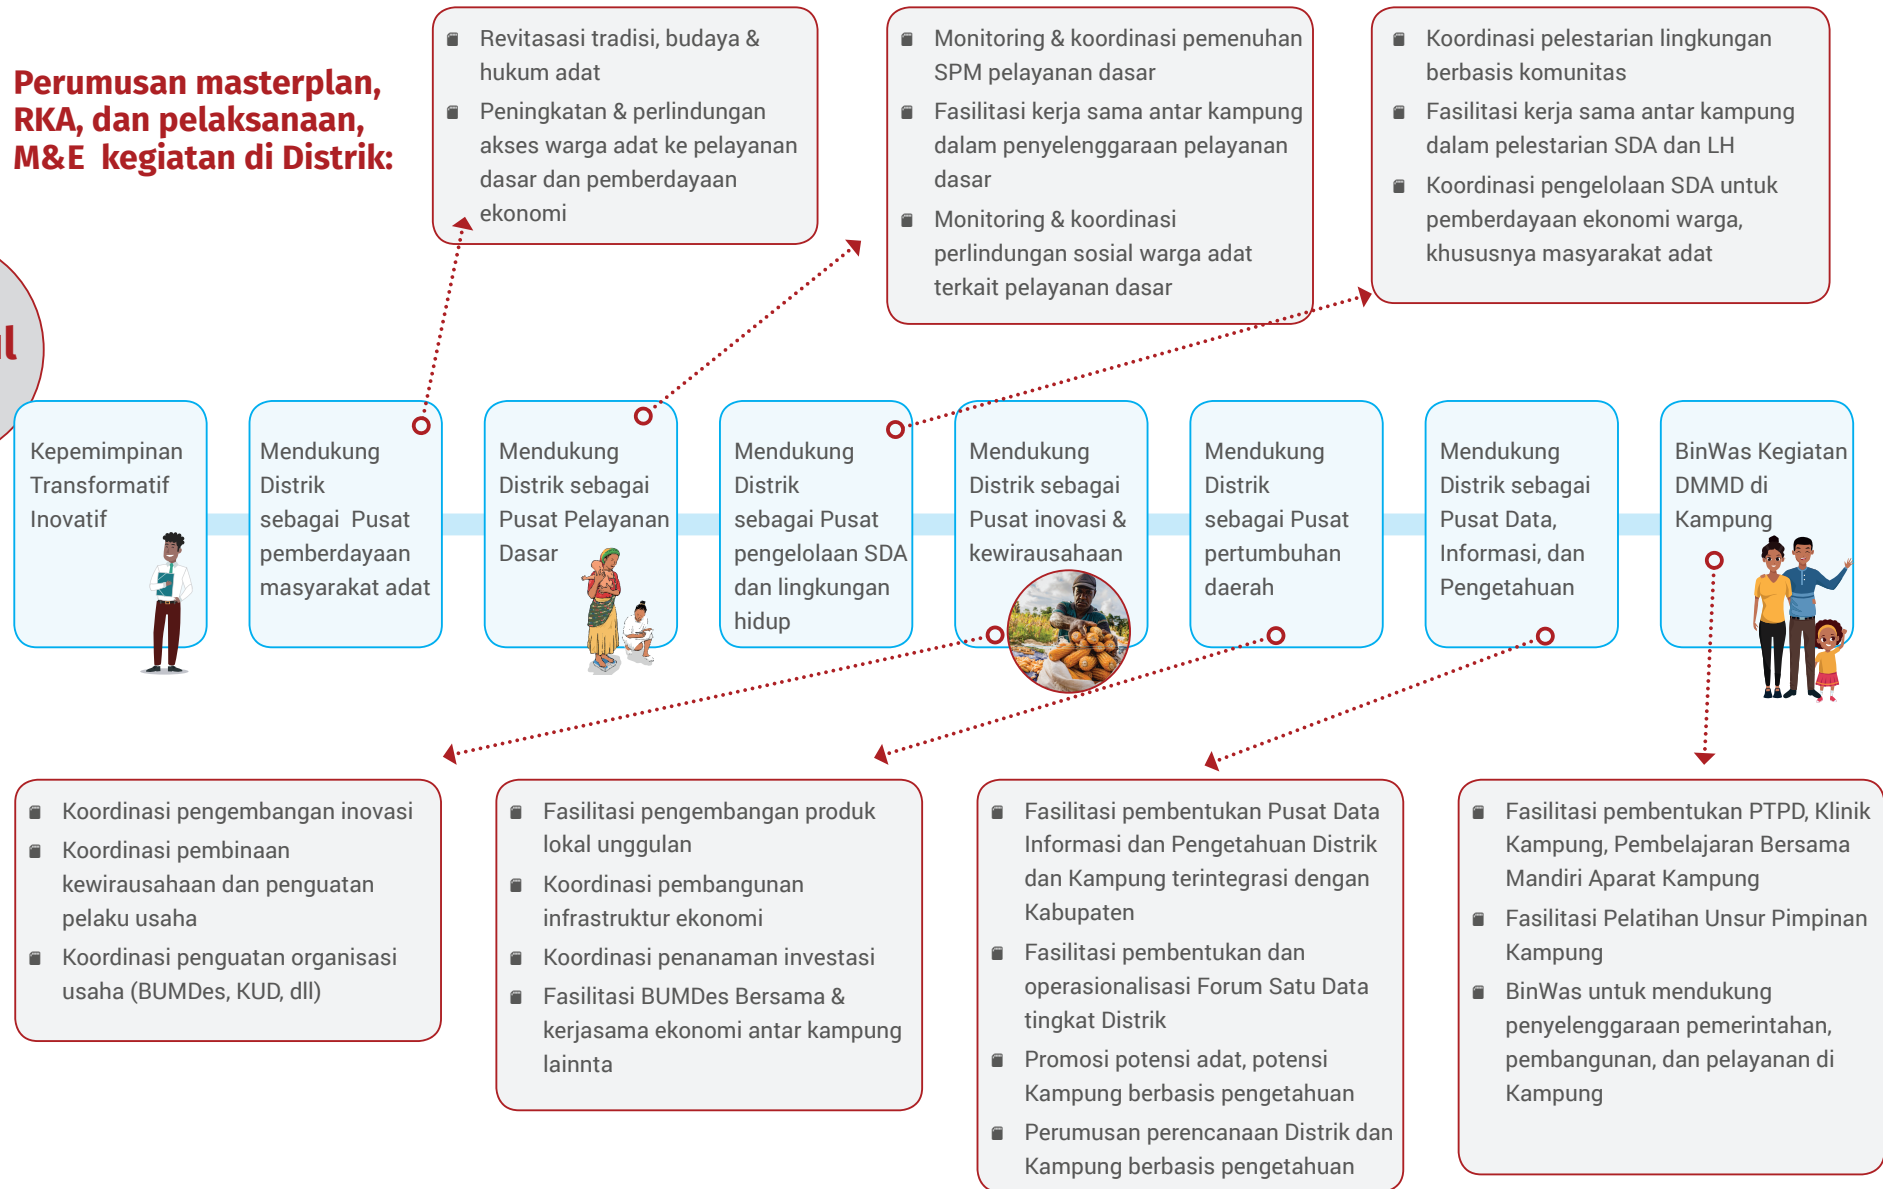 Perumusan masterplan,
RKA, dan pelaksanaan,
M&E kegiatan di Distrik:
Revitasasi tradisi, budaya &
hukum adat
Peningkatan & perlindungan
akses warga adat ke pelayanan
dasar dan pemberdayaan
ekonomi
Monitoring & koordinasi pemenuhan
SPM pelayanan dasar
Fasilitasi kerja sama antar kampung
dalam penyelenggaraan pelayanan
dasar
Monitoring & koordinasi
perlindungan sosial warga adat
terkait pelayanan dasar
Koordinasi pelestarian lingkungan
berbasis komunitas
Fasilitasi kerja sama antar kampung
dalam pelestarian SDA dan LH
Koordinasi pengelolaan SDA untuk
pemberdayaan ekonomi warga,
khususnya masyarakat adat
Kepemimpinan
Transformatif
Inovatif
Mendukung
Distrik
sebagai Pusat
pemberdayaan
masyarakat adat
Mendukung
Distrik sebagai
Pusat Pelayanan
Dasar
Mendukung
Distrik
sebagai Pusat
pengelolaan SDA
dan lingkungan
hidup
Mendukung
Distrik sebagai
Pusat inovasi &
kewirausahaan
Mendukung
Distrik
sebagai Pusat
pertumbuhan
daerah
Mendukung
Distrik sebagai
Pusat Data,
Informasi, dan
Pengetahuan
BinWas Kegiatan
DMMD di
Kampung
Koordinasi pengembangan inovasi
Koordinasi pembinaan
kewirausahaan dan penguatan
pelaku usaha
Koordinasi penguatan organisasi
usaha (BUMDes, KUD, dll)
Fasilitasi pengembangan produk
lokal unggulan
Koordinasi pembangunan
infrastruktur ekonomi
Koordinasi penanaman investasi
Fasilitasi BUMDes Bersama &
kerjasama ekonomi antar kampung
lainnta
Fasilitasi pembentukan Pusat Data
Informasi dan Pengetahuan Distrik
dan Kampung terintegrasi dengan
Kabupaten
Fasilitasi pembentukan dan
operasionalisasi Forum Satu Data
tingkat Distrik
Promosi potensi adat, potensi
Kampung berbasis pengetahuan
Perumusan perencanaan Distrik dan
Kampung berbasis pengetahuan
Fasilitasi pembentukan PTPD, Klinik
Kampung, Pembelajaran Bersama
Mandiri Aparat Kampung
Fasilitasi Pelatihan Unsur Pimpinan
Kampung
BinWas untuk mendukung
penyelenggaraan pemerintahan,
pembangunan, dan pelayanan di
Kampung